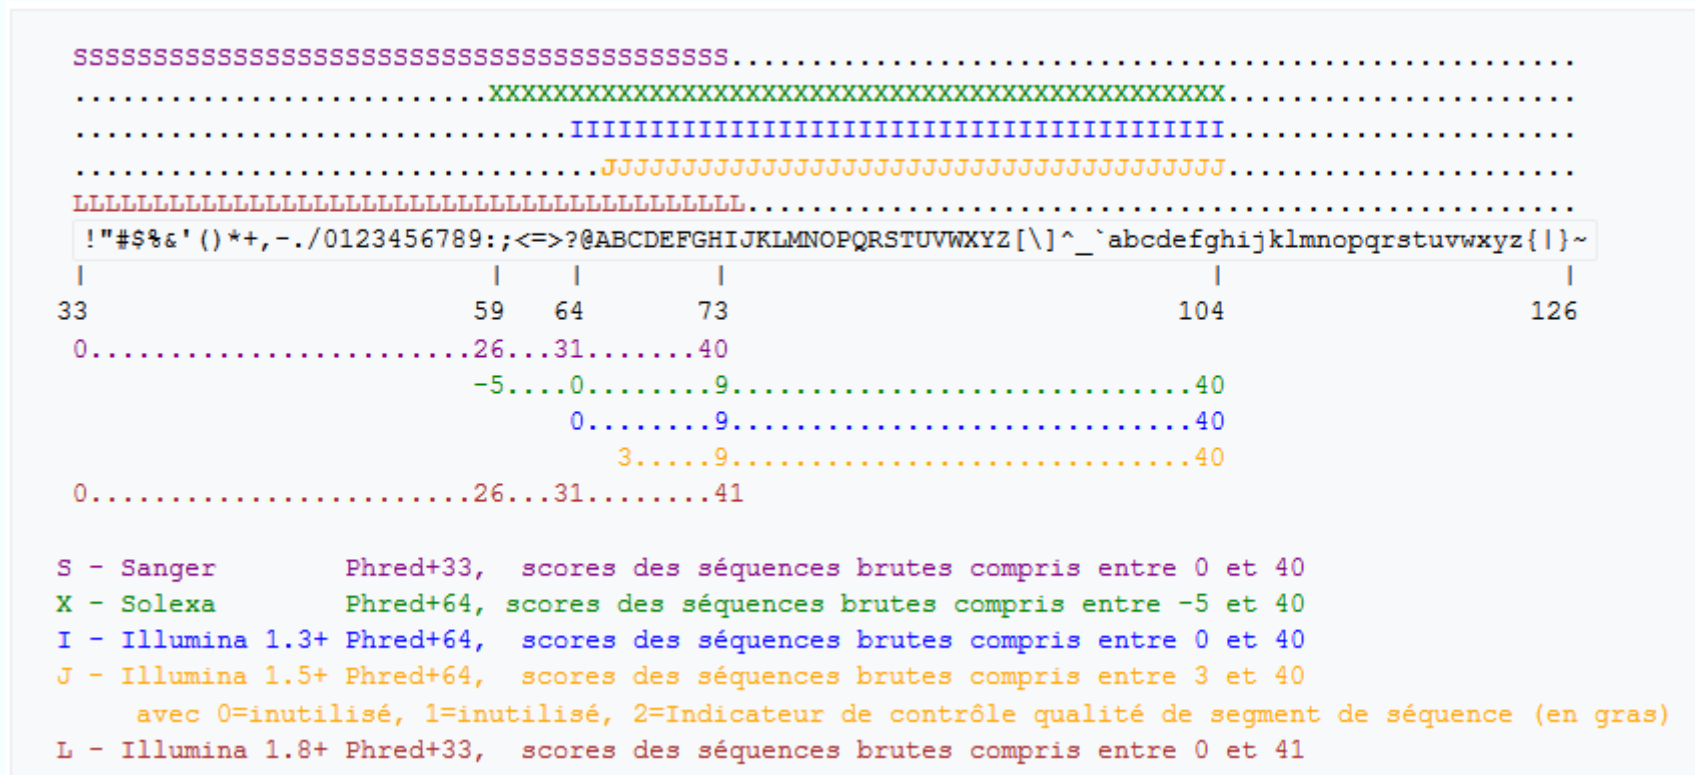 SSSSSSSSSSSSSSSSSSSSSSSSSSSSSSSSSSSSSSSSS.....................................................
..........................XXXXXXXXXXXXXXXXXXXXXXXXXXXXXXXXXXXXXXXXXXXXXX......................
...............................IIIIIIIIIIIIIIIIIIIIIIIIIIIIIIIIIIIIIIIII......................
.................................JJJJJJJJJJJJJJJJJJJJJJJJJJJJJJJJJJJJJJJ......................
LLLLLLLLLLLLLLLLLLLLLLLLLLLLLLLLLLLLLLLLLL....................................................
!"#$%&'()*+,-./0123456789:;<=>?@ABCDEFGHIJKLMNOPQRSTUVWXYZ[\]^_`abcdefghijklmnopqrstuvwxyz{|}~
| | | | | |
33 59 64 73 104 126
0........................26...31.......40
-5....0........9.............................40
0........9.............................40
3.....9.............................40
0........................26...31........41
S - Sanger Phred+33, scores des séquences brutes compris entre 0 et 40
X - Solexa Phred+64, scores des séquences brutes compris entre -5 et 40
I - Illumina 1.3+ Phred+64, scores des séquences brutes compris entre 0 et 40
J - Illumina 1.5+ Phred+64, scores des séquences brutes compris entre 3 et 40
avec 0=inutilisé, 1=inutilisé, 2=Indicateur de contrôle qualité de segment de séquence (en gras)
L - Illumina 1.8+ Phred+33, scores des séquences brutes compris entre 0 et 41